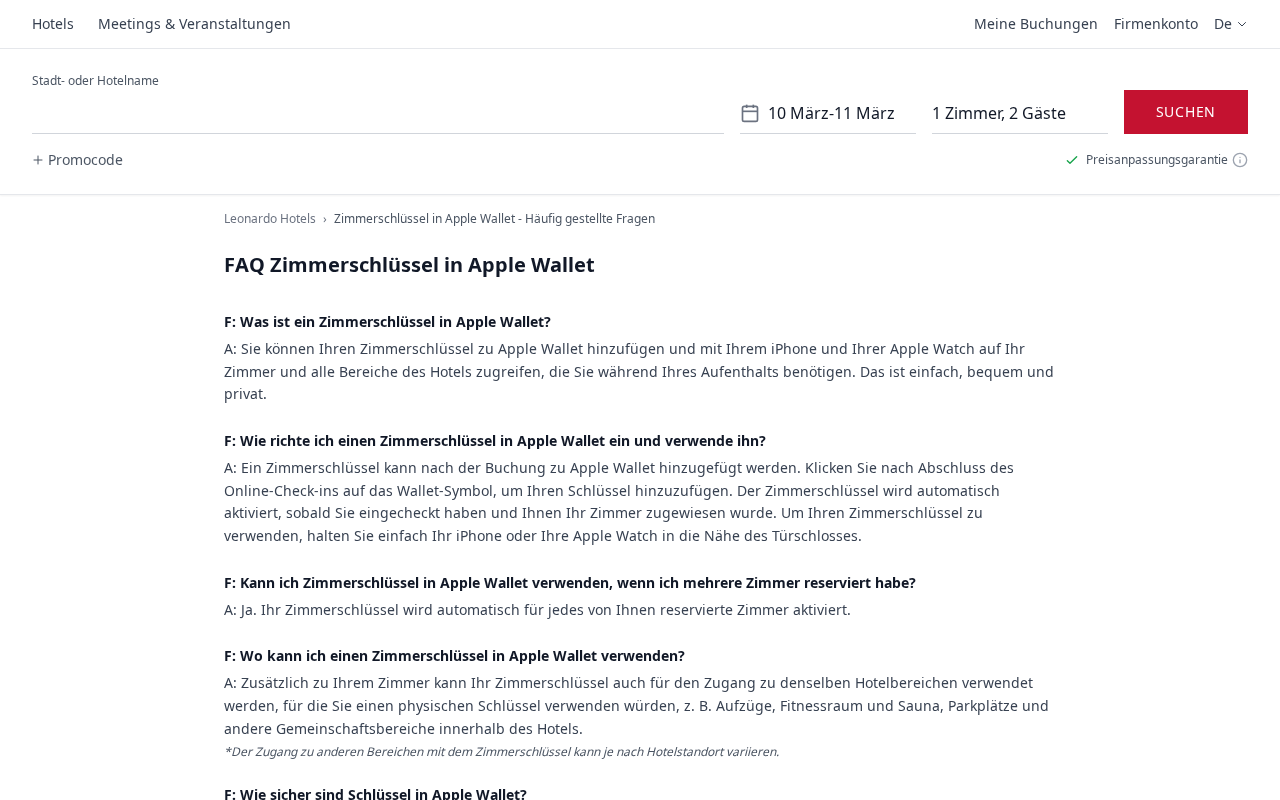 Hotels
Meetings & Veranstaltungen
Meine Buchungen
Firmenkonto
De
Stadt- oder Hotelname
10 März-11 März
1 Zimmer, 2 Gäste
SUCHEN
+ Promocode
Preisanpassungsgarantie
Leonardo Hotels › Zimmerschlüssel in Apple Wallet - Häufig gestellte Fragen
FAQ Zimmerschlüssel in Apple Wallet
F: Was ist ein Zimmerschlüssel in Apple Wallet?
A: Sie können Ihren Zimmerschlüssel zu Apple Wallet hinzufügen und mit Ihrem iPhone und Ihrer Apple Watch auf Ihr
Zimmer und alle Bereiche des Hotels zugreifen, die Sie während Ihres Aufenthalts benötigen. Das ist einfach, bequem und
privat.
F: Wie richte ich einen Zimmerschlüssel in Apple Wallet ein und verwende ihn?
A: Ein Zimmerschlüssel kann nach der Buchung zu Apple Wallet hinzugefügt werden. Klicken Sie nach Abschluss des
Online-Check-ins auf das Wallet-Symbol, um Ihren Schlüssel hinzuzufügen. Der Zimmerschlüssel wird automatisch
aktiviert, sobald Sie eingecheckt haben und Ihnen Ihr Zimmer zugewiesen wurde. Um Ihren Zimmerschlüssel zu
verwenden, halten Sie einfach Ihr iPhone oder Ihre Apple Watch in die Nähe des Türschlosses.
F: Kann ich Zimmerschlüssel in Apple Wallet verwenden, wenn ich mehrere Zimmer reserviert habe?
A: Ja. Ihr Zimmerschlüssel wird automatisch für jedes von Ihnen reservierte Zimmer aktiviert.
F: Wo kann ich einen Zimmerschlüssel in Apple Wallet verwenden?
A: Zusätzlich zu Ihrem Zimmer kann Ihr Zimmerschlüssel auch für den Zugang zu denselben Hotelbereichen verwendet
werden, für die Sie einen physischen Schlüssel verwenden würden, z. B. Aufzüge, Fitnessraum und Sauna, Parkplätze und
andere Gemeinschaftsbereiche innerhalb des Hotels.
*Der Zugang zu anderen Bereichen mit dem Zimmerschlüssel kann je nach Hotelstandort variieren.
F: Wie sicher sind Schlüssel in Apple Wallet?